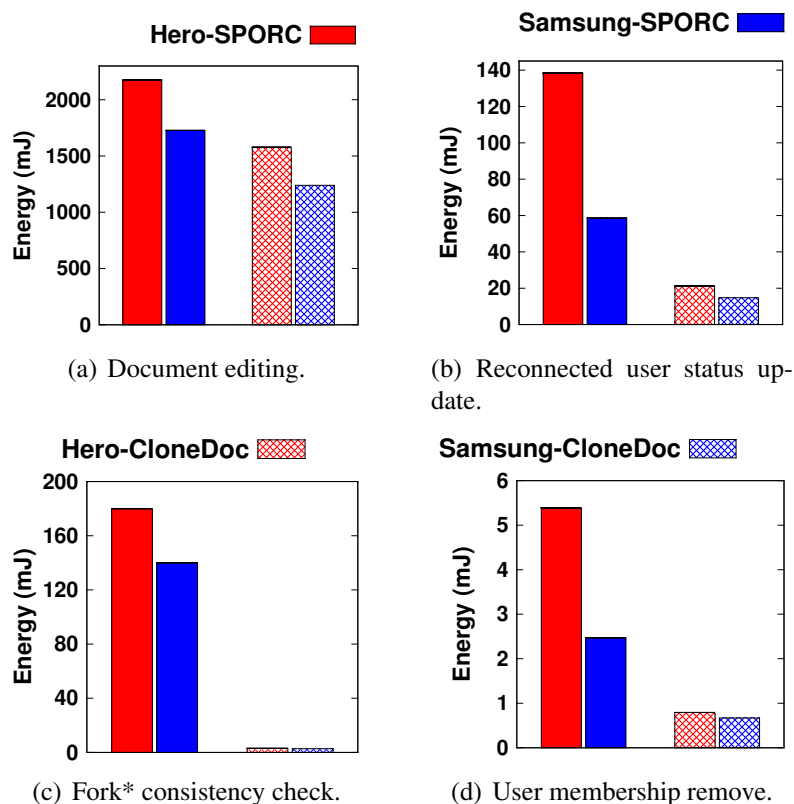 Hero-SPORC
Samsung-SPORC
Energy (mJ)
2000
1500
1000
500
0
(a) Document editing.
Energy (mJ)
140
120
100
80
60
40
20
0
(b) Reconnected user status up-
date.
Hero-CloneDoc
Samsung-CloneDoc
Energy (mJ)
200
160
120
80
40
0
(c) Fork* consistency check.
Energy (mJ)
6
5
4
3
2
1
0
(d) User membership remove.